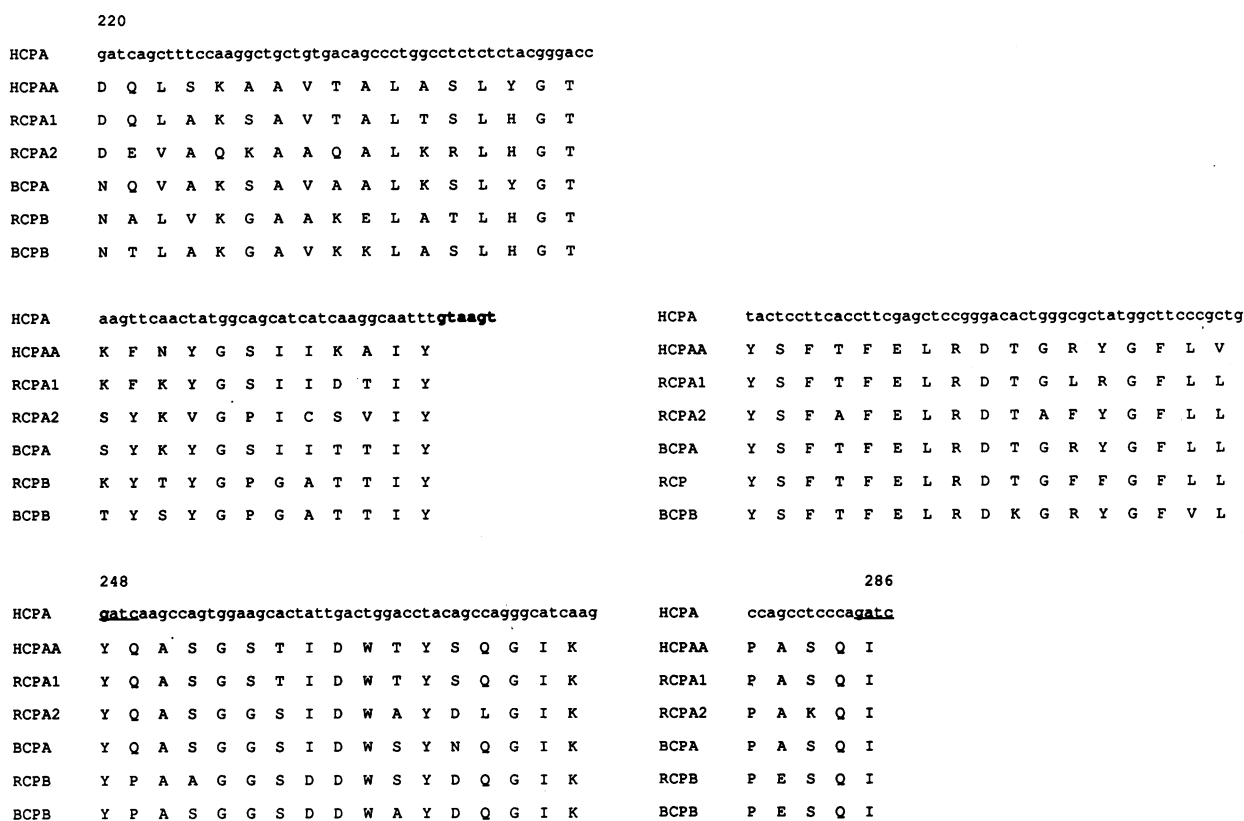 220
HCPA gatcagctttccaaggctgctgtgacagccctggcctctctctacgggacc
HCPAA D Q L S K A A V T A L A S L Y G T
RCPA1 D Q L A K S A V T A L T S L H G T
RCPA2 D E V A Q K A A Q A L K R L H G T
BCPA N Q V A K S A V A A L K S L Y G T
RCPB N A L V K G A A K E L A T L H G T
BCPB N T L A K G A V K K L A S L H G T
HCPA aagttcaactatggcagcatcatcaaggcaatttgtaagt
HCPAA K F N Y G S I I K A I Y
RCPA1 K F K Y G S I I D T I Y
RCPA2 S Y K V G P I C S V I Y
BCPA S Y K Y G S I I T T I Y
RCPB K Y T Y G P G A T T I Y
BCPB T Y S Y G P G A T T I Y
248
HCPA gatcaagccagtggaagcactattgactggacctacagccagggcatcaag
HCPAA Y Q A S G S T I D W T Y S Q G I K
RCPA1 Y Q A S G S T I D W T Y S Q G I K
RCPA2 Y Q A S G G S I D W A Y D L G I K
BCPA Y Q A S G G S I D W S Y N Q G I K
RCPB Y P A A G G S D D W S Y D Q G I K
BCPB Y P A S G G S D D W A Y D Q G I K
HCPA tactccttcaccttcgagctccgggacactgggcgctatggcttcccgctg
HCPAA Y S F T F E L R D T G R Y G F L V
RCPA1 Y S F T F E L R D T G L R G F L L
RCPA2 Y S F A F E L R D T A F Y G F L L
BCPA Y S F T F E L R D T G R Y G F L L
RCP Y S F T F E L R D T G F F G F L L
BCPB Y S F T F E L R D K G R Y G F V L
286
HCPA ccagcctcccagatc
HCPAA P A S Q I
RCPA1 P A S Q I
RCPA2 P A K Q I
BCPA P A S Q I
RCPB P E S Q I
BCPB P E S Q I